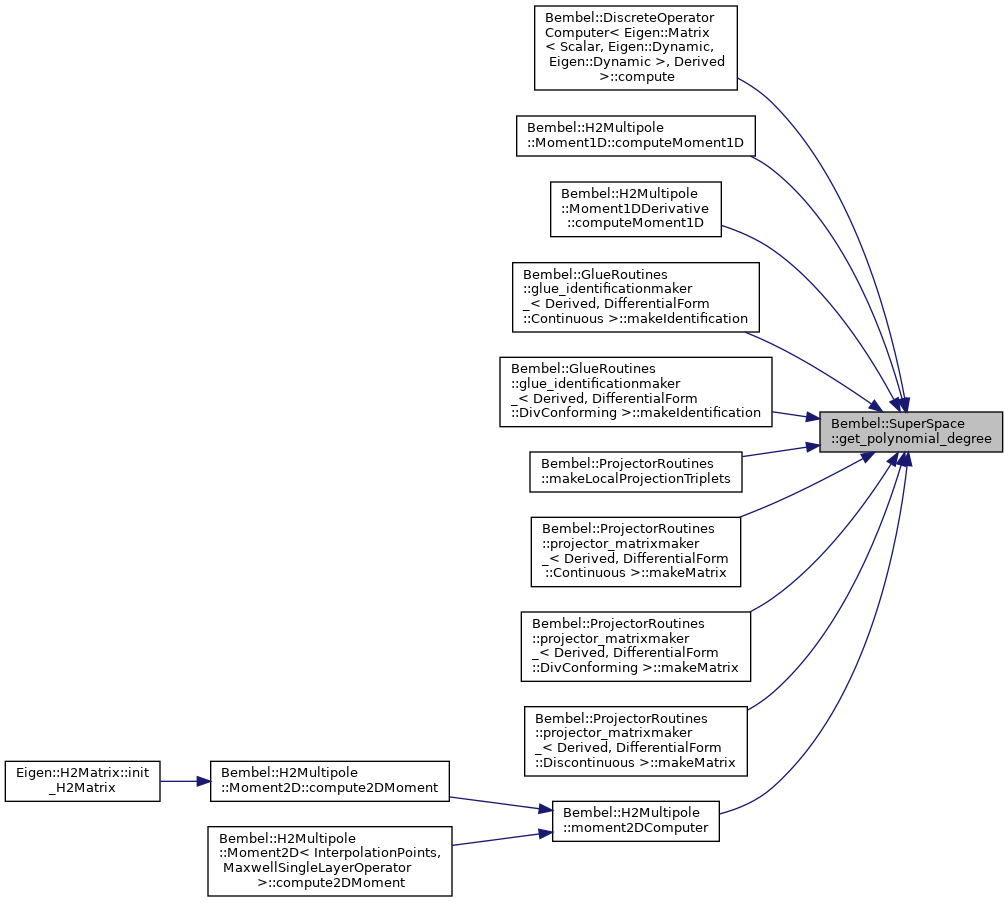 Bembel::DiscreteOperator
Computer< Eigen::Matrix
< Scalar, Eigen::Dynamic,
Eigen::Dynamic >, Derived
>::compute
Bembel::H2Multipole
::Moment1D::computeMoment1D
Bembel::H2Multipole
::Moment1DDerivative
::computeMoment1D
Bembel::GlueRoutines
::glue_identificationmaker
_< Derived, DifferentialForm
::Continuous >::makeIdentification
Bembel::GlueRoutines
::glue_identificationmaker
_< Derived, DifferentialForm
::DivConforming >::makeIdentification
Bembel::SuperSpace
::get_polynomial_degree
Bembel::ProjectorRoutines
::makeLocalProjectionTriplets
Bembel::ProjectorRoutines
::projector_matrixmaker
_< Derived, DifferentialForm
::Continuous >::makeMatrix
Bembel::ProjectorRoutines
::projector_matrixmaker
_< Derived, DifferentialForm
::DivConforming >::makeMatrix
Bembel::ProjectorRoutines
::projector_matrixmaker
_< Derived, DifferentialForm
::Discontinuous >::makeMatrix
Eigen::H2Matrix::init
_H2Matrix
Bembel::H2Multipole
::Moment2D::compute2DMoment
Bembel::H2Multipole
::moment2DComputer
Bembel::H2Multipole
::Moment2D< InterpolationPoints,
MaxwellSingleLayerOperator
>::compute2DMoment